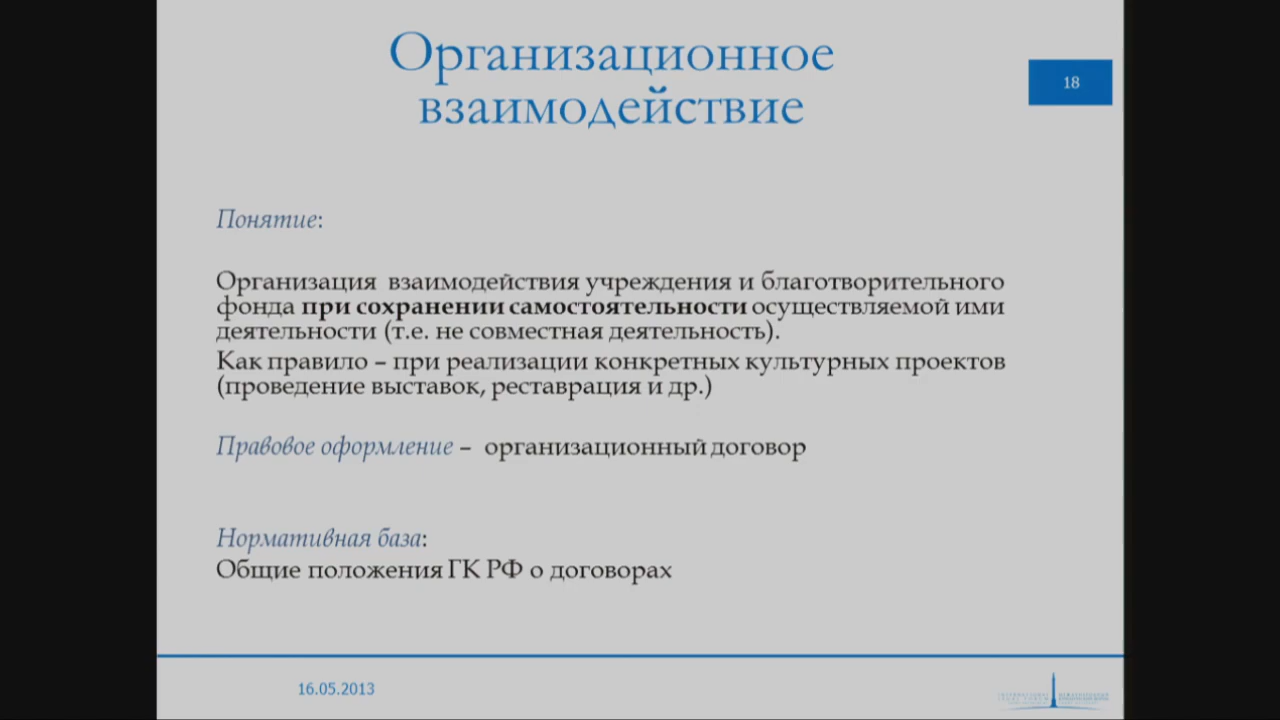 Организационное
взаимодействие
18
Понятие:
Организация взаимодействия учреждения и благотворительного
фонда при сохранении самостоятельности осуществляемой ими
деятельности (т.е. не совместная деятельность).
Как правило – при реализации конкретных культурных проектов
(проведение выставок, реставрация и др.)
Правовое оформление – организационный договор
Нормативная база:
Общие положения ГК РФ о договорах
16.05.2013